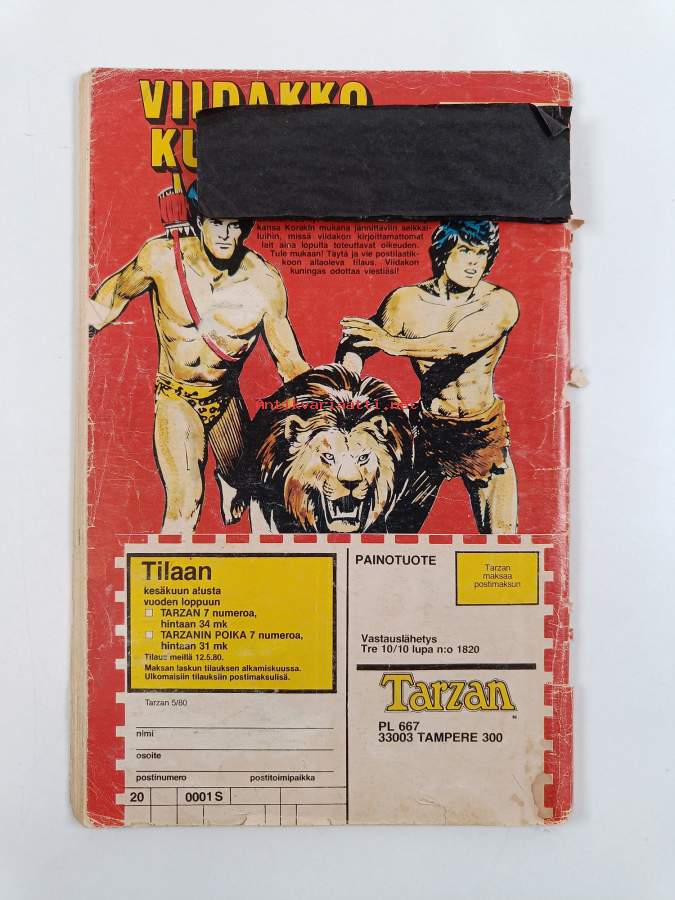 VIIDAKKO
KU
kansa Korakin mukana jännittäviin seikkai-
luihin, missä viidakon kirjoittamattomat
lait aina lopulta toteuttavat oikeuden.
Tule mukaan! Täytä ja vie postilaatik-
koon allaoleva tilaus. Viidakon
kuningas odottaa viestiäsi!
Antikvariaatti.net
Tilaan
kesäkuun alusta
vuoden loppuun
TARZAN 7 numeroa,
hintaan 34 mk
TARZANIN POIKA 7 numeroa,
hintaan 31 mk
Tilaus meillä 12.5.80.
Maksan laskun tilauksen alkamiskuussa.
Ulkomaisiin tilauksiin postimaksulisä.
Tarzan 5/80
nimi
osoite
postinumero postitoimipaikka
20 0001 S
PAINOTUOTE
Tarzan
maksaa
postimaksun
Vastauslähetys
Tre 10/10 lupa n:o 1820
Tarzan
PL 667
33003 TAMPERE 300